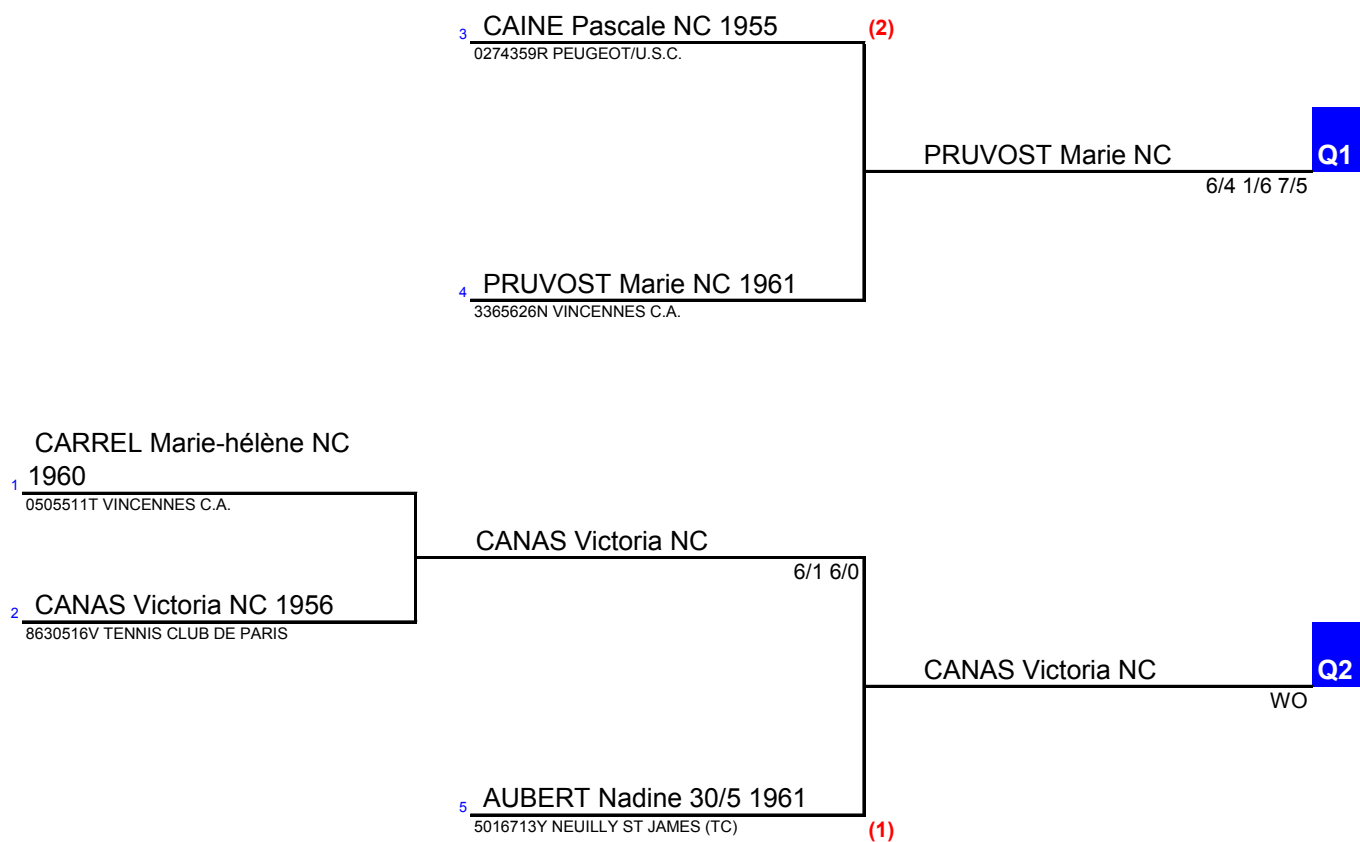 3 CAINE Pascale NC 1955 (2)
0274359R PEUGEOT/U.S.C.
PRUVOST Marie NC Q1
6/4 1/6 7/5
4 PRUVOST Marie NC 1961
3365626N VINCENNES C.A.
CARREL Marie-hélène NC
1 1960
0505511T VINCENNES C.A.
CANAS Victoria NC
6/1 6/0
2 CANAS Victoria NC 1956
8630516V TENNIS CLUB DE PARIS
CANAS Victoria NC Q2
WO
5 AUBERT Nadine 30/5 1961
5016713Y NEUILLY ST JAMES (TC) (1)